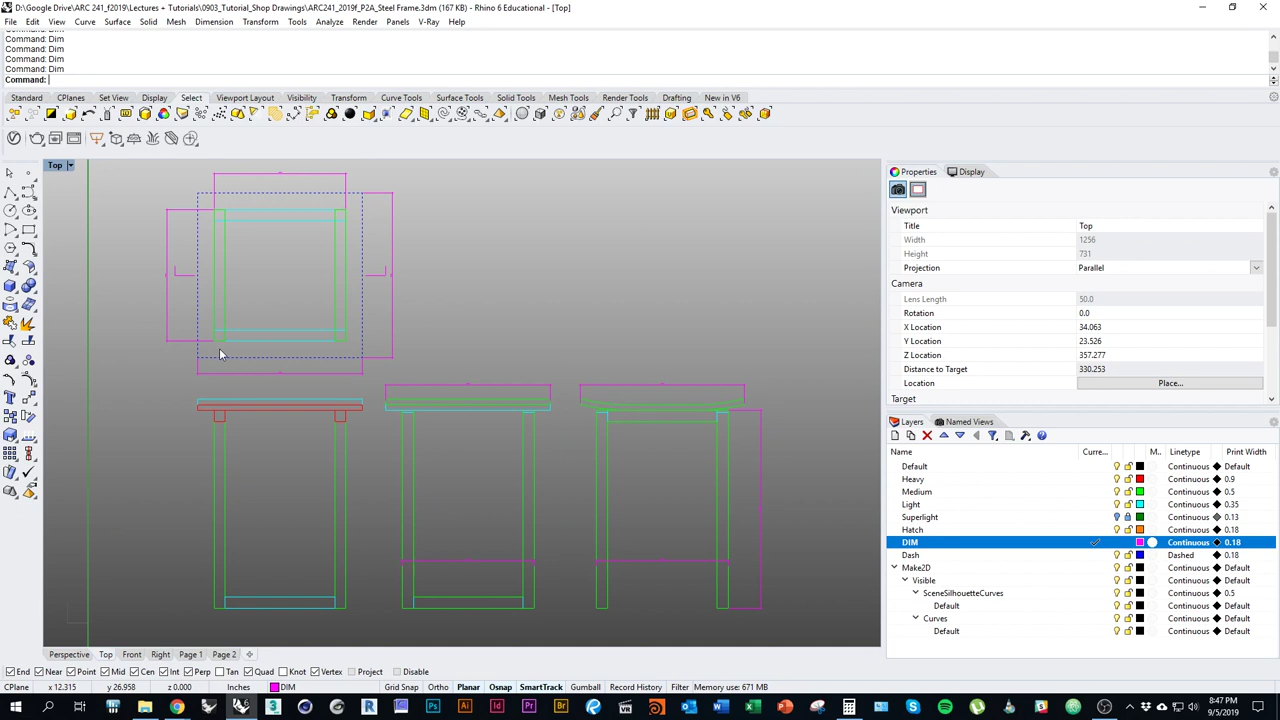 D:\Google Drive\ARC 241_f2019\Lectures + Tutorials\0903_Tutorial_Shop Drawings\ARC241_2019f_P2A_Steel Frame.3dm (167 KB) - Rhino 6 Educational - [Top]
File Edit View Curve Surface Solid Mesh Dimension Transform Tools Analyze Render Panels V-Ray Help
Command: Dim
Command: Dim
Command: Dim
Command: Dim
Command:
Standard CPlanes Set View Display Select Viewport Layout Visibility Transform Curve Tools Surface Tools Solid Tools Mesh Tools Render Tools Drafting New in V6
Top
Properties Display
Viewport
Title Top
Width 1256
Height 731
Projection Parallel
Camera
Lens Length 50.0
Rotation 0.0
X Location 34.063
Y Location 23.526
Z Location 357.277
Distance to Target 330.253
Location Place...
Target
Layers Named Views
Name Curre... M.. Linetype Print Width
Default Continuous Default
Heavy Continuous 0.9
Medium Continuous 0.5
Light Continuous 0.35
Superlight Continuous 0.13
Hatch Continuous 0.18
DIM Continuous 0.18
Dash Dashed 0.18
Make2D Continuous Default
Visible Continuous Default
SceneSilhouetteCurves Continuous 0.5
Default Continuous Default
Curves Continuous Default
Default Continuous Default
Perspective Top Front Right Page 1 Page 2
End Near Point Mid Cen Int Perp Tan Quad Knot Vertex Project Disable
CPlane x 12.315 y 26.958 z 0.000 Inches DIM Grid Snap Ortho Planar Osnap SmartTrack Gumball Record History Filter Memory use: 671 MB
8:47 PM
9/5/2019